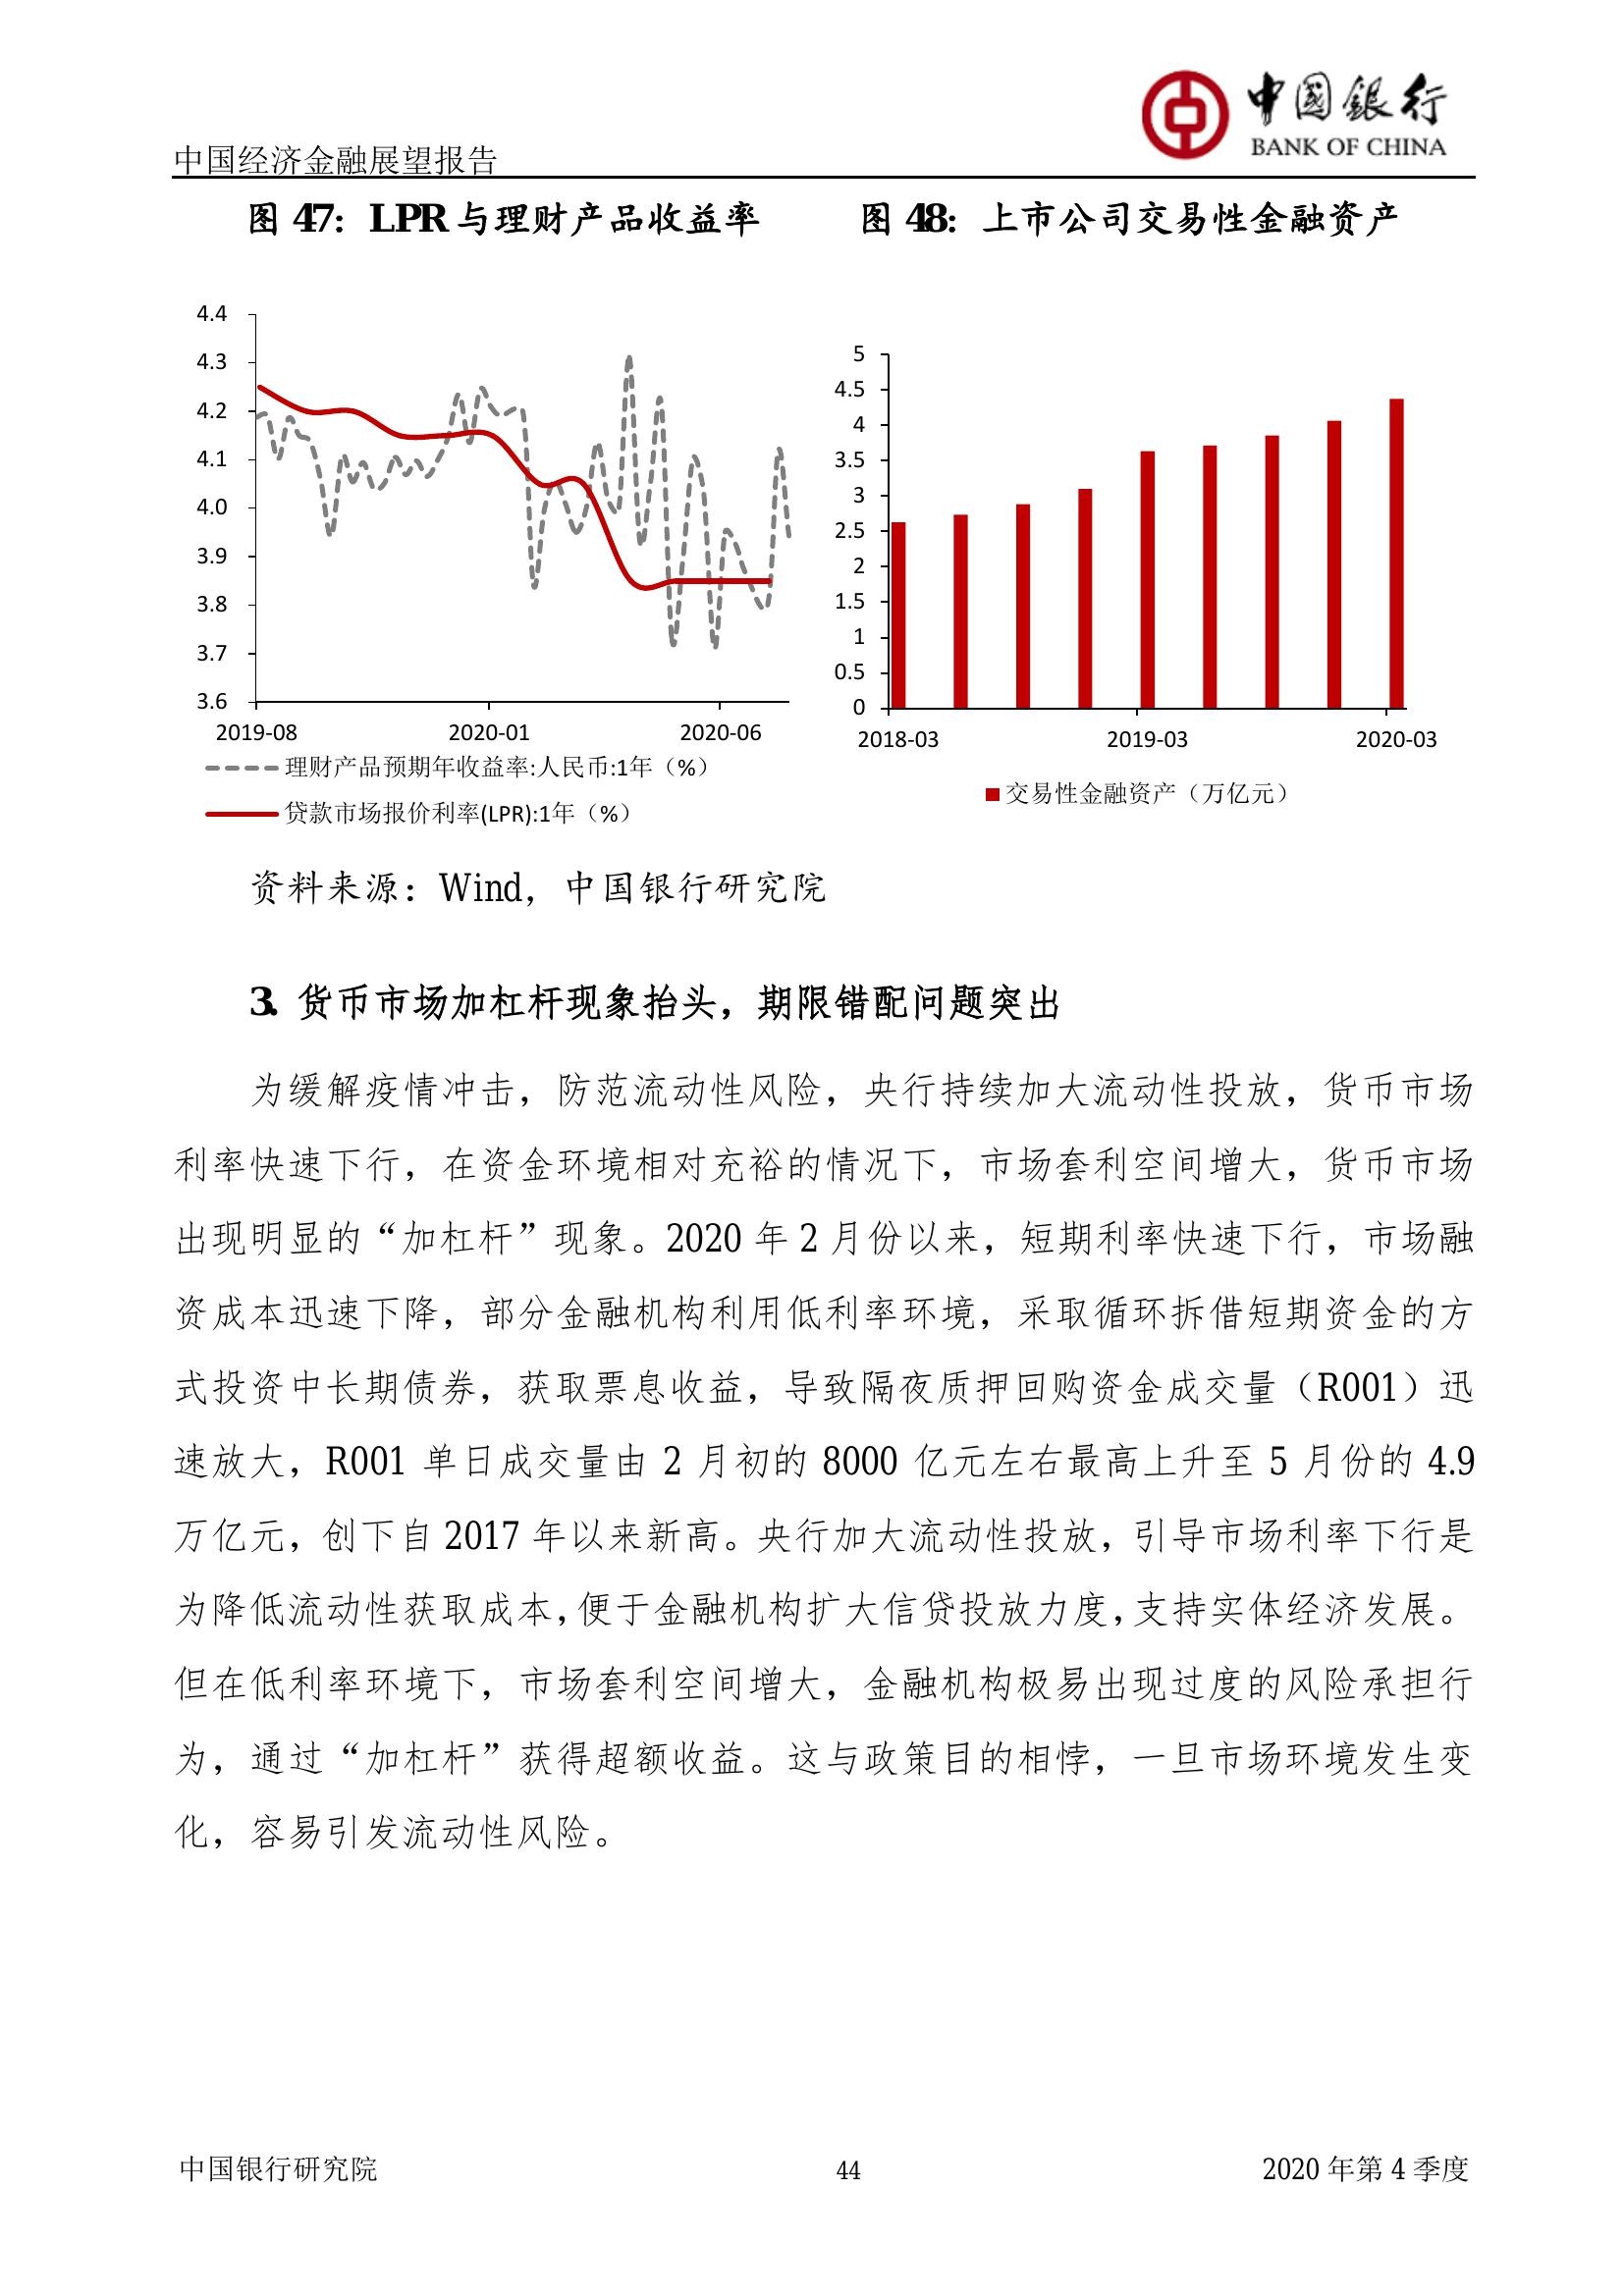 中國銀行
BANK OF CHINA
中国经济金融展望报告
图 47：LPR 与理财产品收益率
图 48：上市公司交易性金融资产
4.4
4.3
4.2
4.1
4.0
3.9
3.8
3.7
3.6
2019-08
2020-01
2020-06
理财产品预期年收益率:人民币:1年（%）
贷款市场报价利率(LPR):1年（%）
5
4.5
4
3.5
3
2.5
2
1.5
1
0.5
0
2018-03
2019-03
2020-03
交易性金融资产（万亿元）
资料来源：Wind，中国银行研究院
3. 货币市场加杠杆现象抬头，期限错配问题突出
为缓解疫情冲击，防范流动性风险，央行持续加大流动性投放，货币市场
利率快速下行，在资金环境相对充裕的情况下，市场套利空间增大，货币市场
出现明显的“加杠杆”现象。2020 年 2 月份以来，短期利率快速下行，市场融
资成本迅速下降，部分金融机构利用低利率环境，采取循环拆借短期资金的方
式投资中长期债券，获取票息收益，导致隔夜质押回购资金成交量（R001）迅
速放大，R001 单日成交量由 2 月初的 8000 亿元左右最高上升至 5 月份的 4.9
万亿元，创下自 2017 年以来新高。央行加大流动性投放，引导市场利率下行是
为降低流动性获取成本，便于金融机构扩大信贷投放力度，支持实体经济发展。
但在低利率环境下，市场套利空间增大，金融机构极易出现过度的风险承担行
为，通过“加杠杆”获得超额收益。这与政策目的相悖，一旦市场环境发生变
化，容易引发流动性风险。
中国银行研究院
44
2020 年第 4 季度